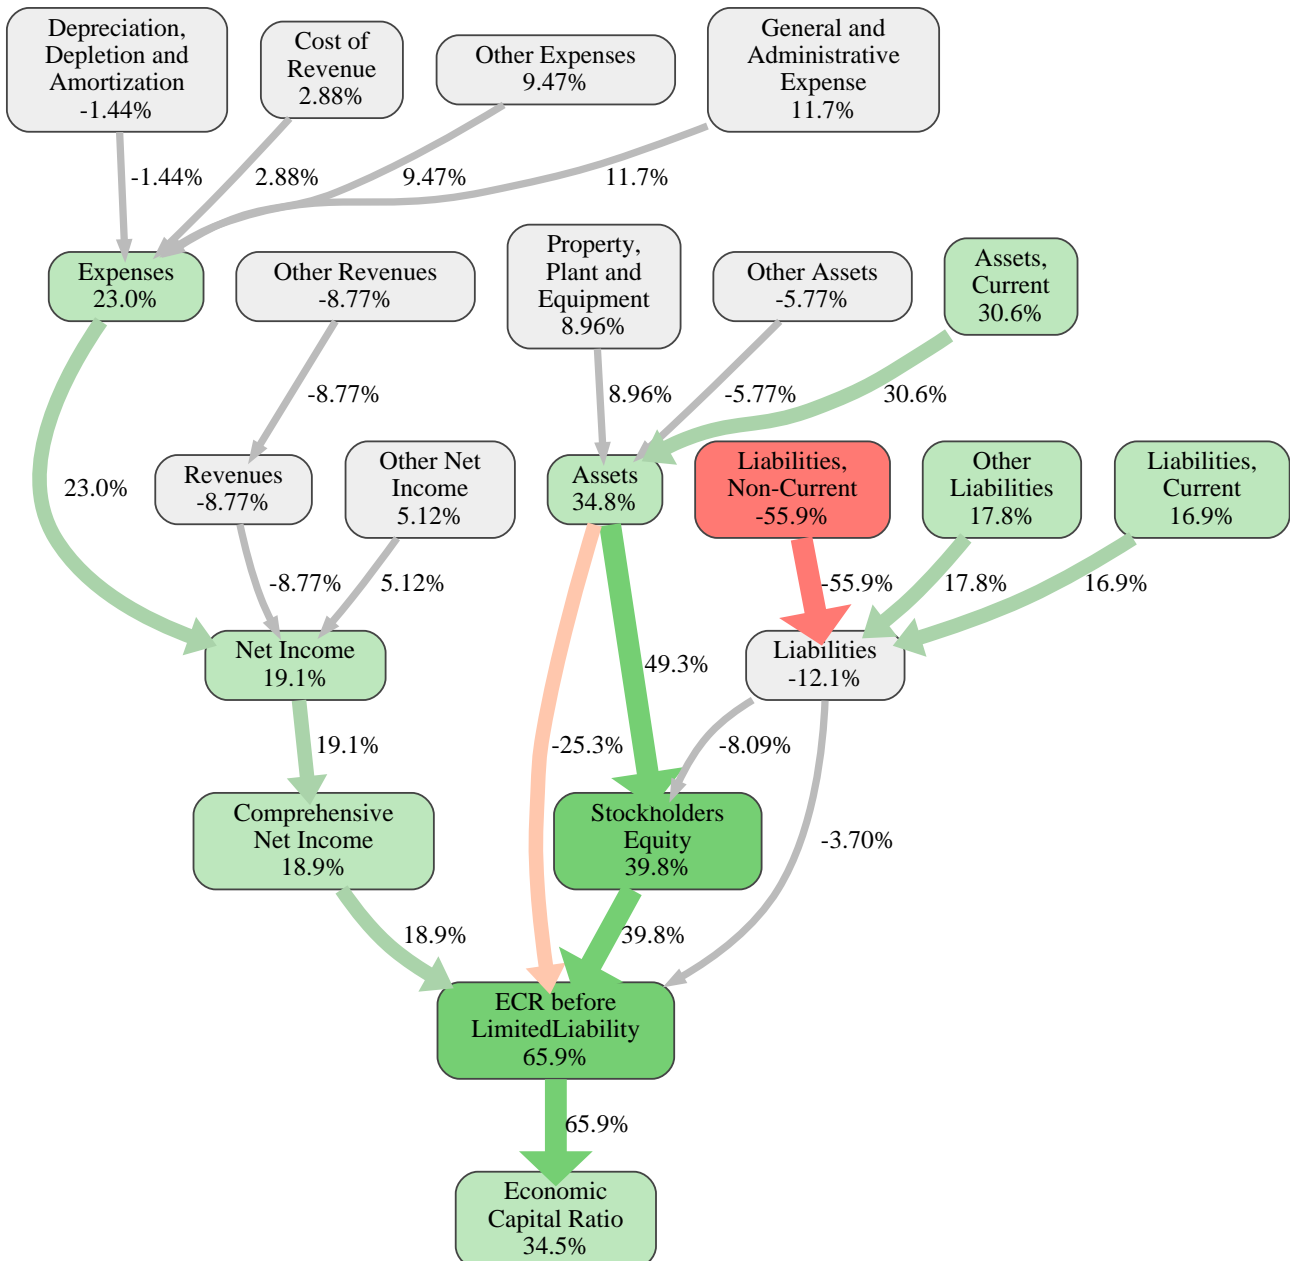 Depreciation,
Depletion and
Amortization
-1.44%
Cost of
Revenue
2.88%
Other Expenses
9.47%
General and
Administrative
Expense
11.7%
-1.44%
2.88%
9.47%
11.7%
Expenses
23.0%
Other Revenues
-8.77%
Property,
Plant and
Equipment
8.96%
Other Assets
-5.77%
Assets,
Current
30.6%
-8.77%
8.96%
-5.77%
30.6%
23.0%
Revenues
-8.77%
Other Net
Income
5.12%
Assets
34.8%
Liabilities,
Non-Current
-55.9%
Other
Liabilities
17.8%
Liabilities,
Current
16.9%
-8.77%
5.12%
-55.9%
17.8%
16.9%
Net Income
19.1%
49.3%
Liabilities
-12.1%
19.1%
-25.3%
-8.09%
Comprehensive
Net Income
18.9%
Stockholders
Equity
39.8%
-3.70%
18.9%
39.8%
ECR before
LimitedLiability
65.9%
65.9%
Economic
Capital Ratio
34.5%